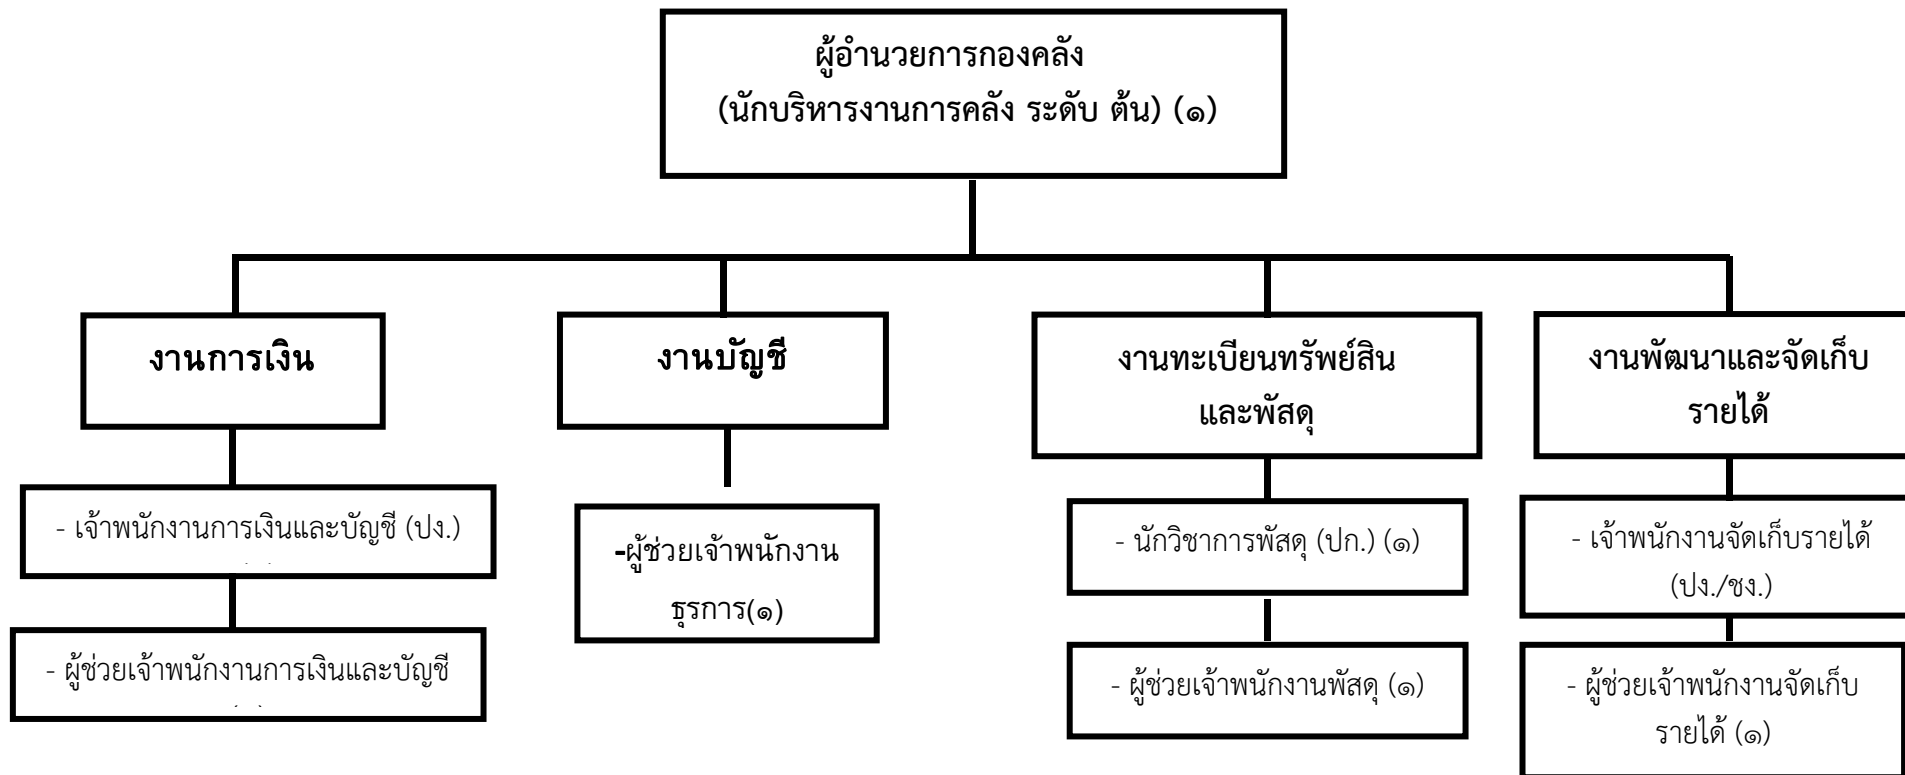 ผู้อำนวยการกองคลัง
(นักบริหารงานการคลัง ระดับ ต้น) (๑)
งานการเงิน
- เจ้าพนักงานการเงินและบัญชี (ปง.)
- ผู้ช่วยเจ้าพนักงานการเงินและบัญชี
งานบัญชี
-ผู้ช่วยเจ้าพนักงาน
ธุรการ(๑)
งานทะเบียนทรัพย์สิน
และพัสดุ
- นักวิชาการพัสดุ (ปก.) (๑)
- ผู้ช่วยเจ้าพนักงานพัสดุ (๑)
งานพัฒนาและจัดเก็บ
รายได้
- เจ้าพนักงานจัดเก็บรายได้
(ปง./ชง.)
- ผู้ช่วยเจ้าพนักงานจัดเก็บ
รายได้ (๑)